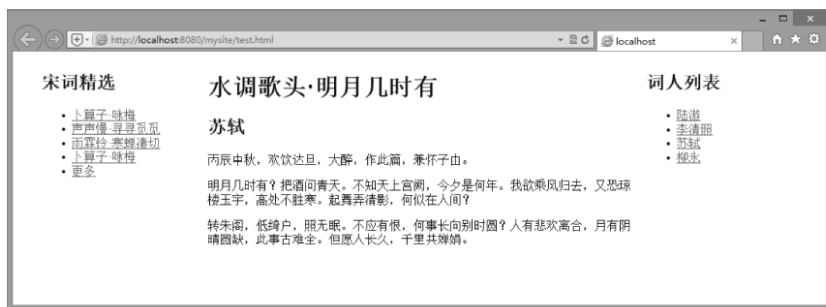 http://localhost:8080/mysite/test.html
localhost
宋词精选
卜算子·咏梅
声声慢·寻寻觅觅
雨霖铃·寒蝉凄切
卜算子·咏梅
更多
水调歌头·明月几时有
苏轼
丙辰中秋，欢饮达旦，大醉，作此篇，兼怀子由。
明月几时有？把酒问青天。不知天上宫阙，今夕是何年。我欲乘风归去，又恐琼
楼玉宇，高处不胜寒。起舞弄清影，何似在人间？
转朱阁，低绮户，照无眠。不应有恨，何事长向别时圆？人有悲欢离合，月有阴
晴圆缺，此事古难全。但愿人长久，千里共婵娟。
词人列表
陆游
李清照
苏轼
柳永